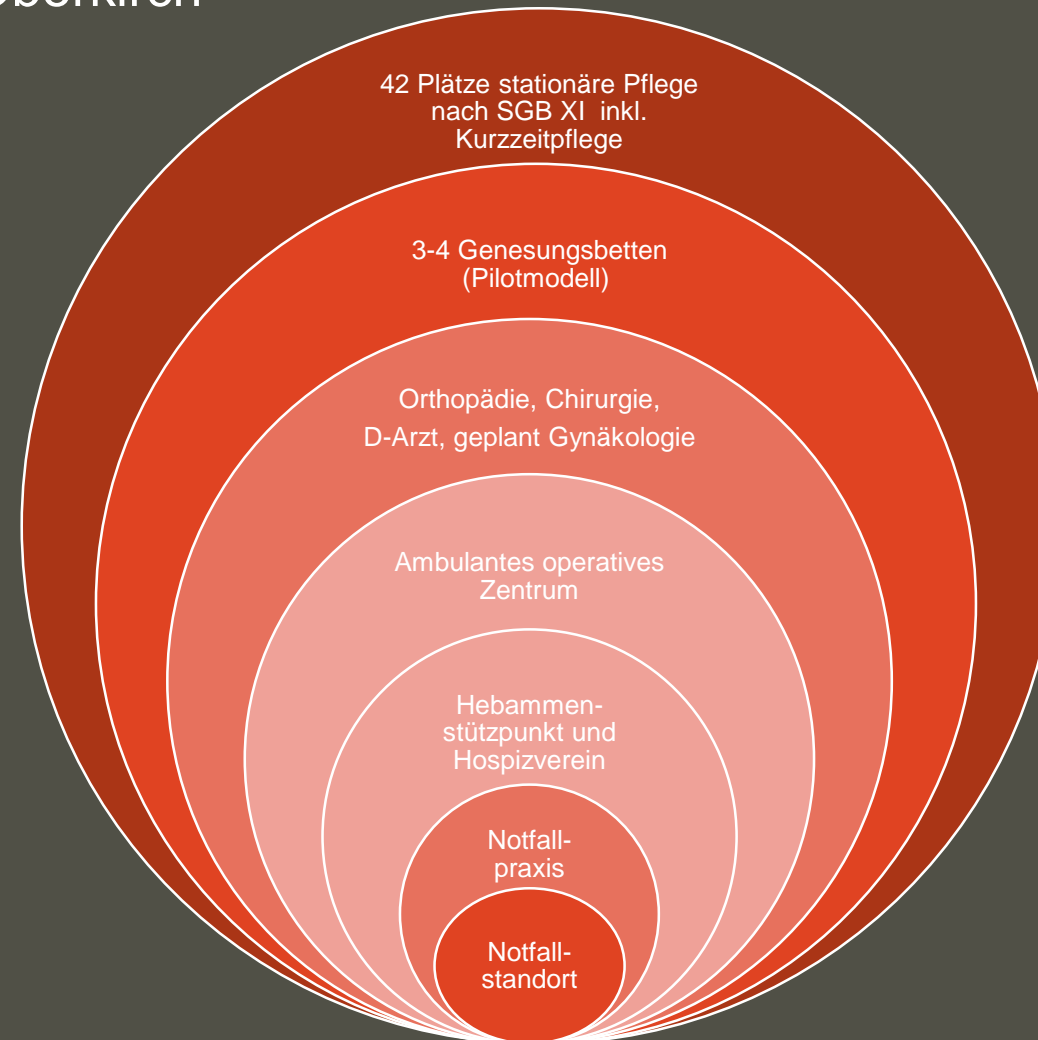 Oberkirch
42 Plätze stationäre Pflege
nach SGB XI inkl.
Kurzzeitpflege
3-4 Genesungsbetten
(Pilotmodell)
Orthopädie, Chirurgie,
D-Arzt, geplant Gynäkologie
Ambulantes operatives
Zentrum
Hebammen-
stützpunkt und
Hospizverein
Notfall-
praxis
Notfall-
standort